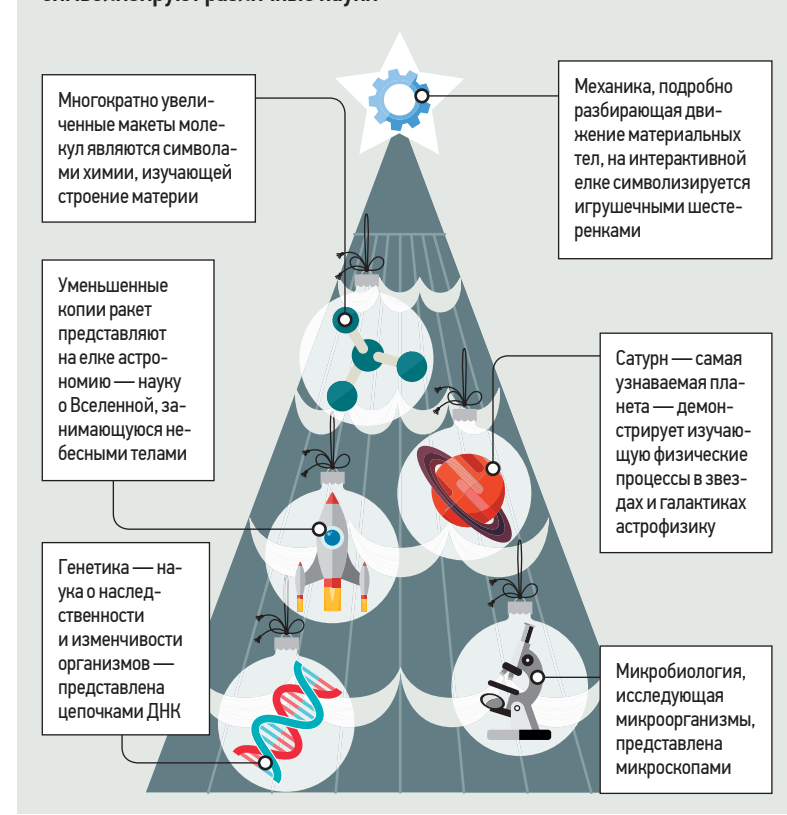 символизируют различные науки
Многократно увели-
ченные макеты моле-
кул являются символа-
ми химии, изучающей
строение материи
Механика, подробно
разбирающая дви-
жение материальных
тел, на интерактивной
елке символизируется
игрушечными шесте-
ренками
Уменьшенные
копии ракет
представляют
на елке астро-
номию — науку
о Вселенной, за-
нимающуюся не-
бесными телами
Сатурн — самая
узнаваемая пла-
нета — демон-
стрирует изучаю-
щую физические
процессы в звез-
дах и галактиках
астрофизику
Генетика — на-
ука о наслед-
ственности
и изменчивости
организмов —
представлена
цепочками ДНК
Микробиология,
исследующая
микроорганизмы,
представлена
микроскопами